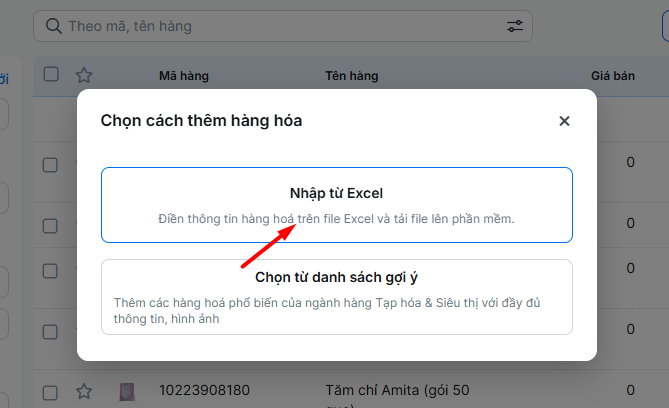 Theo mã, tên hàng
ới
Mã hàng Tên hàng Giá bán
Chọn cách thêm hàng hóa
0
Nhập từ Excel
Điền thông tin hàng hoá trên file Excel và tải file lên phần mềm.
0
0
Chọn từ danh sách gợi ý
Thêm các hàng hoá phổ biến của ngành hàng Tạp hóa & Siêu thị với đầy đủ
thông tin, hình ảnh
0
10223908180 Tăm chỉ Amita (gói 50 0